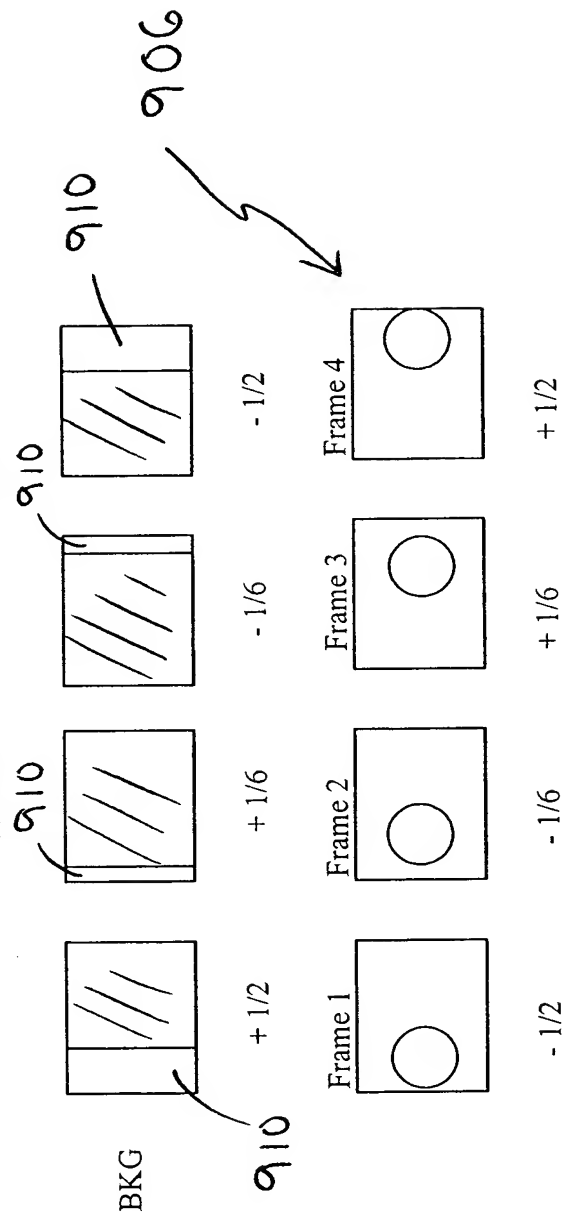 906
910
910
910
910
BKG
+ 1/2
+ 1/6
- 1/6
- 1/2
Frame 1
Frame 2
Frame 3
Frame 4
- 1/2
- 1/6
+ 1/6
+ 1/2